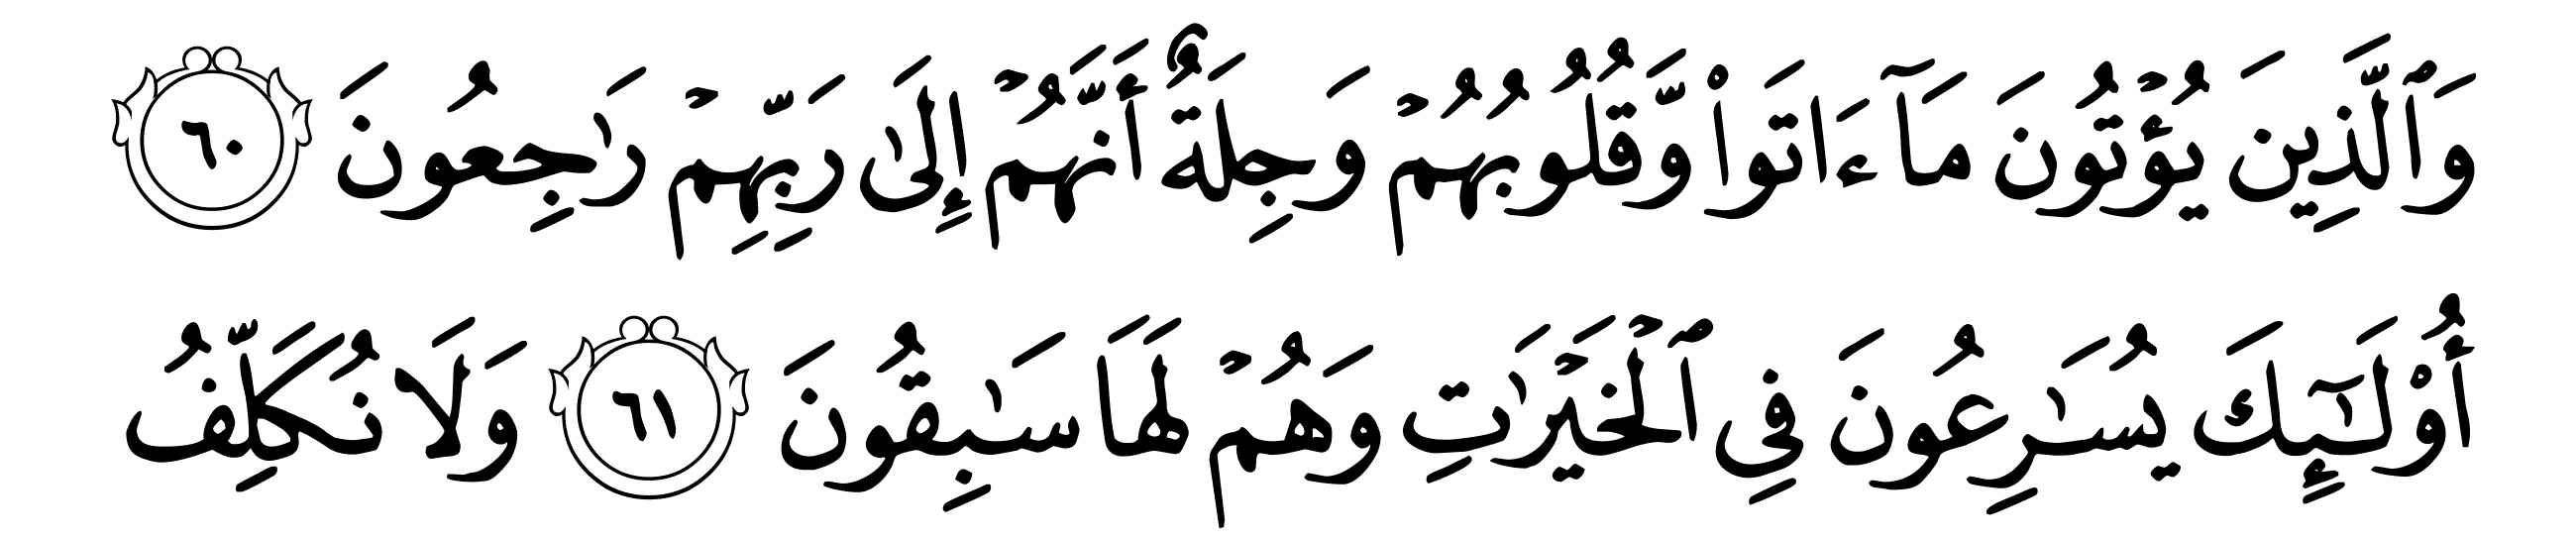 وَٱلَّذِينَ يُؤۡتُونَ مَآ ءَاتَواْ وَّقُلُوبُهُمۡ وَجِلَةٌ أَنَّهُمۡ إِلَىٰ رَبِّهِمۡ رَٰجِعُونَ ٦٠
أُوْلَـٰٓئِكَ يُسَـٰرِعُونَ فِي ٱلۡخَيۡرَٰتِ وَهُمۡ لَهَا سَـٰبِقُونَ ٦١ وَلَا نُكَلِّفُ